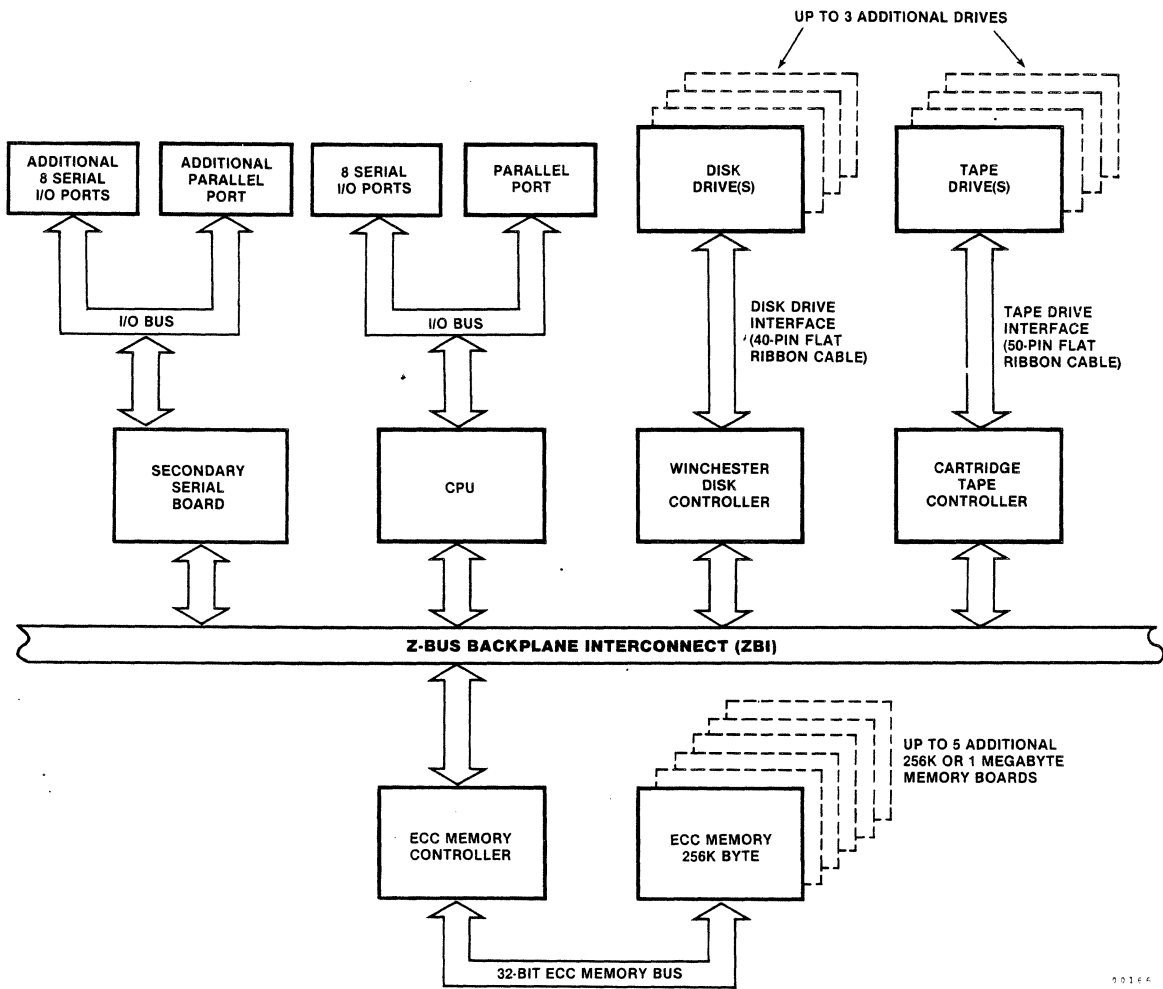 UP TO 3 ADDITIONAL DRIVES
ADDITIONAL
8 SERIAL
I/O PORTS
ADDITIONAL
PARALLEL
PORT
8 SERIAL
I/O PORTS
PARALLEL
PORT
DISK
DRIVE(S)
TAPE
DRIVE(S)
I/O BUS
I/O BUS
DISK DRIVE
INTERFACE
(40-PIN FLAT
RIBBON CABLE)
TAPE DRIVE
INTERFACE
(50-PIN FLAT
RIBBON CABLE)
SECONDARY
SERIAL
BOARD
CPU
WINCHESTER
DISK
CONTROLLER
CARTRIDGE
TAPE
CONTROLLER
Z-BUS BACKPLANE INTERCONNECT (ZBI)
UP TO 5 ADDITIONAL
256K OR 1 MEGABYTE
MEMORY BOARDS
ECC MEMORY
CONTROLLER
ECC MEMORY
256K BYTE
32-BIT ECC MEMORY BUS